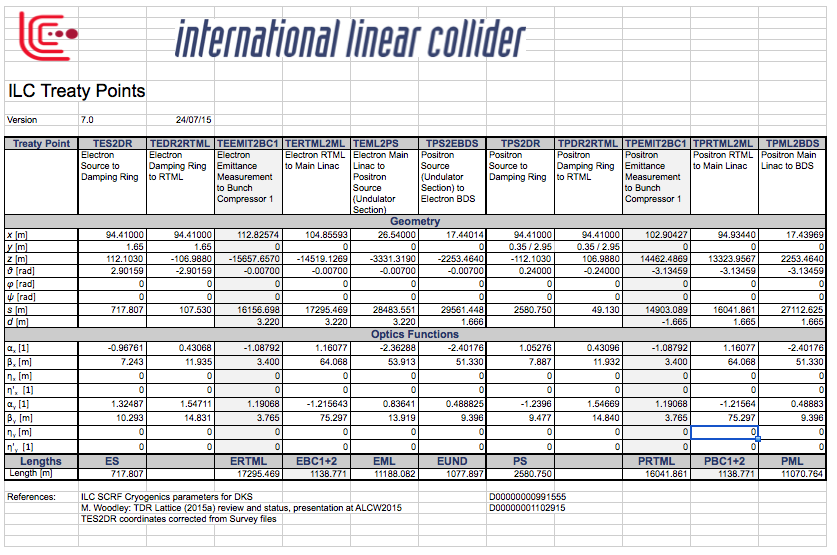 ILC
international linear collider
ILC Treaty Points
Version 7.0 24/07/15
Treaty Point TES2DR TEDR2RTML TEEMIT2BC1 TERTML2ML TEML2PS TPS2EBDS TPS2DR TPDR2RTML TPEMIT2BC1 TPRTML2ML TPML2BDS
Electron Electron Electron Electron RTML Electron Main Positron Positron Positron Positron Positron RTML Positron Main
Source to Damping Ring Emittance to Main Linac Linac to Source Source to Damping Ring Emittance to Main Linac Linac to BDS
Damping Ring to RTML Measurement Positron (Undulator Damping Ring to RTML Measurement
to Bunch Source Section) to to Bunch
Compressor 1 (Undulator Electron BDS Compressor 1
Section)
Geometry
x [m] 94.41000 94.41000 112.82574 104.85593 26.54000 17.44014 94.41000 94.41000 102.90427 94.93440 17.43969
y [m] 1.65 1.65 0 0 0 0 0.35 / 2.95 0.35 / 2.95 0 0 0
z [m] 112.1030 -106.9880 -15657.6570 -14519.1269 -3331.3190 -2253.4640 -112.1030 106.9880 14462.4869 13323.9567 2253.4640
ϑ [rad] 2.90159 -2.90159 -0.00700 -0.00700 -0.00700 -0.00700 0.24000 -0.24000 -3.13459 -3.13459 -3.13459
φ [rad] 0 0 0 0 0 0 0 0 0 0 0
ψ [rad] 0 0 0 0 0 0 0 0 0 0 0
s [m] 717.807 107.530 16156.698 17295.469 28483.551 29561.448 2580.750 49.130 14903.089 16041.861 27112.625
d [m] 3.220 3.220 3.220 1.666 -1.665 1.665 1.665
Optics Functions
αₓ [1] -0.96761 0.43068 -1.08792 1.16077 -2.36288 -2.40176 1.05276 0.43096 -1.08792 1.16077 -2.40176
βₓ [m] 7.243 11.935 3.400 64.068 53.913 51.330 7.887 11.932 3.400 64.068 51.330
ηₓ [m] 0 0 0 0 0 0 0 0 0 0 0
η'ₓ [1] 0 0 0 0 0 0 0 0 0 0 0
αᵧ [1] 1.32487 1.54711 1.19068 -1.215643 0.83641 0.488825 -1.2396 1.54669 1.19068 -1.21564 0.48883
βᵧ [m] 10.293 14.831 3.765 75.297 13.919 9.396 9.477 14.840 3.765 75.297 9.396
ηᵧ [m] 0 0 0 0 0 0 0 0 0 0 0
η'ᵧ [1] 0 0 0 0 0 0 0 0 0 0 0
Lengths ES ERTML EBC1+2 EML EUND PS PRTML PBC1+2 PML
Length [m] 717.807 17295.469 1138.771 11188.082 1077.897 2580.750 16041.861 1138.771 11070.764
References: ILC SCRF Cryogenics parameters for DKS D00000000991555
M. Woodley: TDR Lattice (2015a) review and status, presentation at ALCW2015 D00000001102915
TES2DR coordinates corrected from Survey files